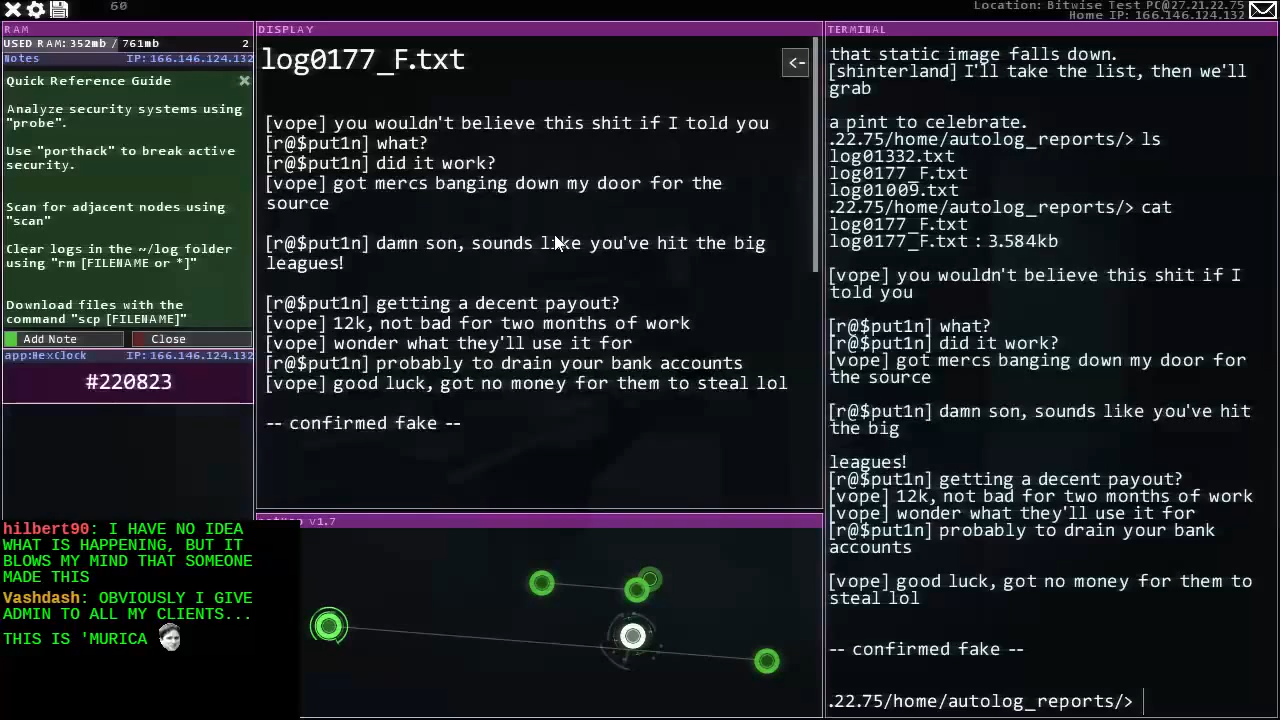 60
Location: Bitwise Test PC@27.21.22.75
Home IP: 166.146.124.132
RAM
USED RAM: 352mb / 761mb 2
Notes IP: 166.146.124.132
Quick Reference Guide
Analyze security systems using
"probe".
Use "porthack" to break active
security.
Scan for adjacent nodes using
"scan"
Clear logs in the ~/log folder
using "rm [FILENAME or *]"
Download files with the
command "scp [FILENAME]"
Add Note
Close
app:HexClock IP: 166.146.124.132
#220823
hilbert90: I HAVE NO IDEA
WHAT IS HAPPENING, BUT IT
BLOWS MY MIND THAT SOMEONE
MADE THIS
Vashdash: OBVIOUSLY I GIVE
ADMIN TO ALL MY CLIENTS...
THIS IS 'MURICA
DISPLAY
log0177_F.txt
<-
[vope] you wouldn't believe this shit if I told you
[r@$put1n] what?
[r@$put1n] did it work?
[vope] got mercs banging down my door for the
source
[r@$put1n] damn son, sounds like you've hit the big
leagues!
[r@$put1n] getting a decent payout?
[vope] 12k, not bad for two months of work
[vope] wonder what they'll use it for
[r@$put1n] probably to drain your bank accounts
[vope] good luck, got no money for them to steal lol
-- confirmed fake --
v1.7
TERMINAL
that static image falls down.
[shinterland] I'll take the list, then we'll
grab
a pint to celebrate.
.22.75/home/autolog_reports/> ls
log01332.txt
log0177_F.txt
log01009.txt
.22.75/home/autolog_reports/> cat
log0177_F.txt
log0177_F.txt : 3.584kb
[vope] you wouldn't believe this shit if I
told you
[r@$put1n] what?
[r@$put1n] did it work?
[vope] got mercs banging down my door for
the source
[r@$put1n] damn son, sounds like you've hit
the big
leagues!
[r@$put1n] getting a decent payout?
[vope] 12k, not bad for two months of work
[vope] wonder what they'll use it for
[r@$put1n] probably to drain your bank
accounts
[vope] good luck, got no money for them to
steal lol
-- confirmed fake --
.22.75/home/autolog_reports/>